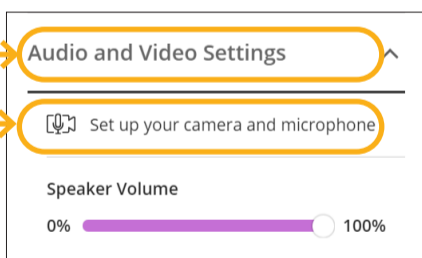 Audio and Video Settings
Set up your camera and microphone
Speaker Volume
0% 100%